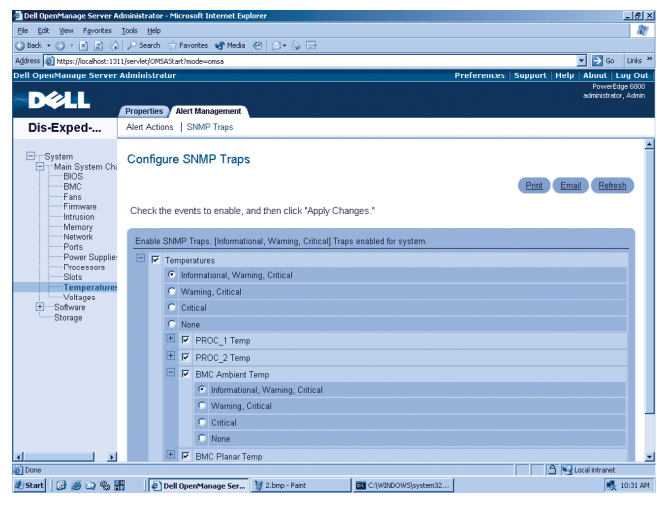 Dell OpenManage Server Administrator - Microsoft Internet Explorer
File Edit View Favorites Tools Help
Back Search Favorites Media
Address https://localhost:1311/servlet/OMSAStart?mode=omsa Go Links »
Dell OpenManage Server Administrator Preferences | Support | Help | About | Log Out
DELL
PowerEdge 6800
administrator, Admin
Properties Alert Management
Dis-Exped-...
Alert Actions | SNMP Traps
System
Main System Cha
BIOS
BMC
Fans
Firmware
Intrusion
Memory
Network
Ports
Power Supplies
Processors
Slots
Temperatures
Voltages
Software
Storage
Configure SNMP Traps
Print Email Refresh
Check the events to enable, and then click "Apply Changes."
Enable SNMP Traps. [Informational, Warning, Critical] Traps enabled for system.
Temperatures
Informational, Warning, Critical
Warning, Critical
Critical
None
PROC_1 Temp
PROC_2 Temp
BMC Ambient Temp
Informational, Warning, Critical
Warning, Critical
Critical
None
BMC Planar Temp
Done Local intranet
Start Dell OpenManage Ser... 2.bmp - Paint C:\WINDOWS\system32... 10:31 AM